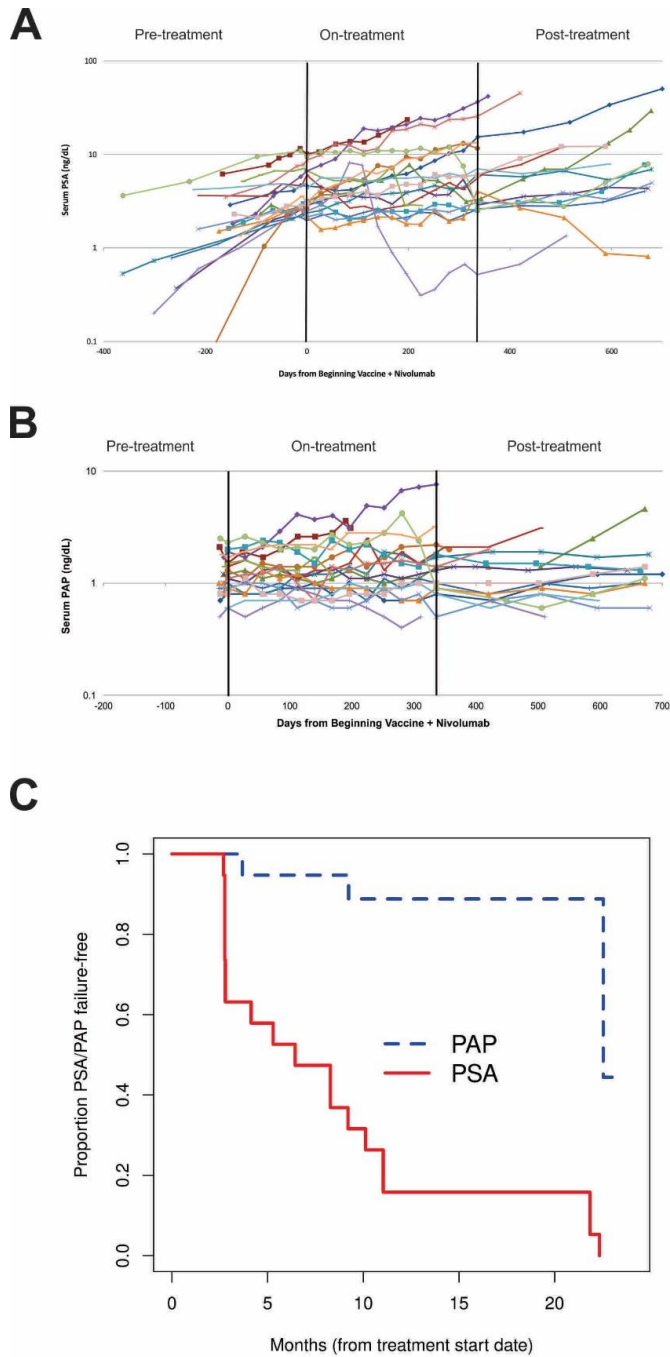 A
Pre-treatment On-treatment Post-treatment
100
10
1
0.1
Serum PSA (ng/dL)
-400 -200 0 200 400 600
Days from Beginning Vaccine + Nivolumab
B
Pre-treatment On-treatment Post-treatment
10
1
0.1
Serum PAP (ng/dL)
-200 -100 0 100 200 300 400 500 600 700
Days from Beginning Vaccine + Nivolumab
C
1.0
0.8
0.6
0.4
0.2
0.0
Proportion PSA/PAP failure-free
PAP
PSA
0 5 10 15 20
Months (from treatment start date)